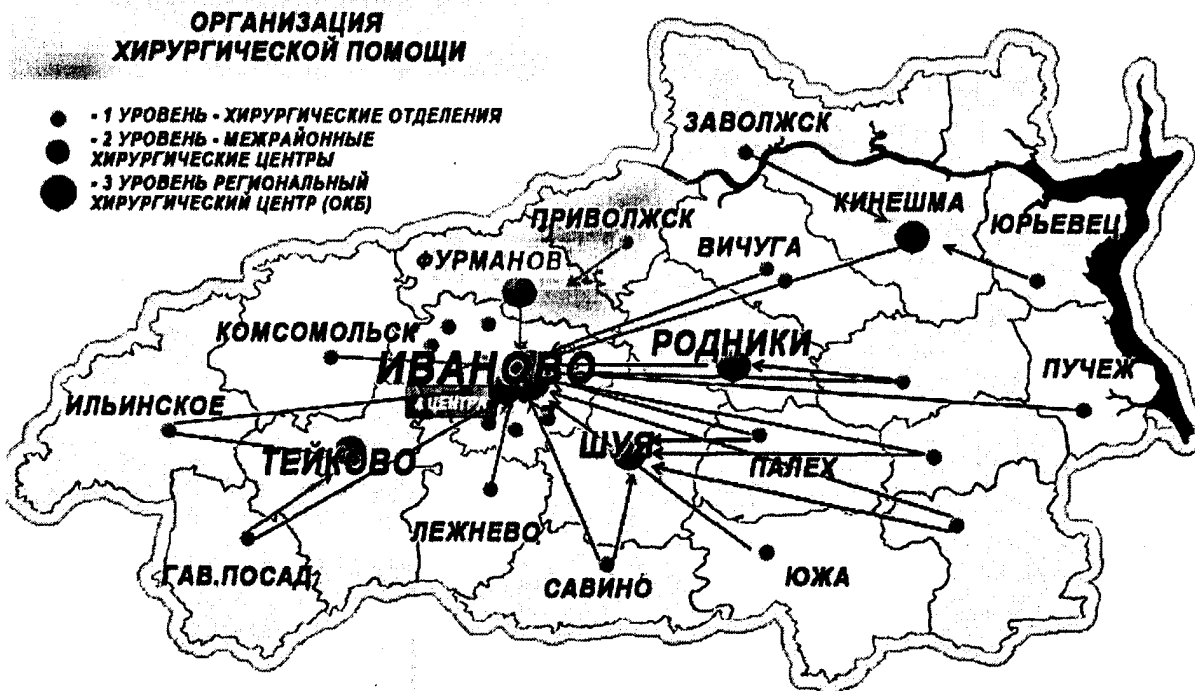 ОРГАНИЗАЦИЯ
ХИРУРГИЧЕСКОЙ ПОМОЩИ
- 1 УРОВЕНЬ - ХИРУРГИЧЕСКИЕ ОТДЕЛЕНИЯ
- 2 УРОВЕНЬ - МЕЖРАЙОННЫЕ
ХИРУРГИЧЕСКИЕ ЦЕНТРЫ
- 3 УРОВЕНЬ РЕГИОНАЛЬНЫЙ
ХИРУРГИЧЕСКИЙ ЦЕНТР (ОКБ)
ЗАВОЛЖСК
КИНЕШМА
ПРИВОЛЖСК
ВИЧУГА
ЮРЬЕВЕЦ
ФУРМАНОВ
КОМСОМОЛЬСК
РОДНИКИ
ИВАНОВО
ПУЧЕЖ
4 ЦЕНТРА
ИЛЬИНСКОЕ
ШУЯ
ТЕЙКОВО
ПАЛЕХ
ЛЕЖНЕВО
ГАВ.ПОСАД
САВИНО
ЮЖА